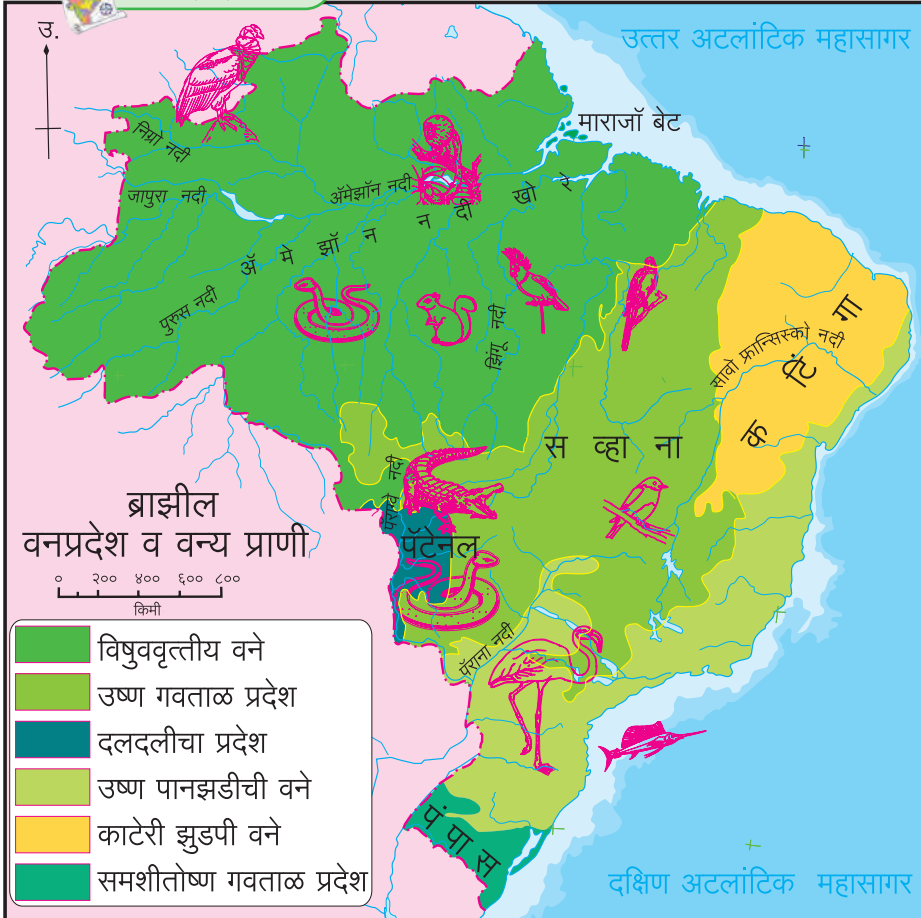 उ.
उत्तर अटलांटिक महासागर
माराजॉ बेट
निग्रो नदी
जापुरा नदी
ॲमेझॉन नदी
ॲ मे झॉ न न दी खो रे
पुरुस नदी
झिंगू नदी
सावो फ्रान्सिस्को नदी
क टिं गा
स व्हा ना
पॅराग्वे नदी
पॅटेनल
ब्राझील
वनप्रदेश व वन्य प्राणी
० २०० ४०० ६०० ८००
किमी
पॅराना नदी
विषुववृत्तीय वने
उष्ण गवताळ प्रदेश
दलदलीचा प्रदेश
उष्ण पानझडीची वने
काटेरी झुडपी वने
समशीतोष्ण गवताळ प्रदेश
पं पा स
दक्षिण अटलांटिक महासागर